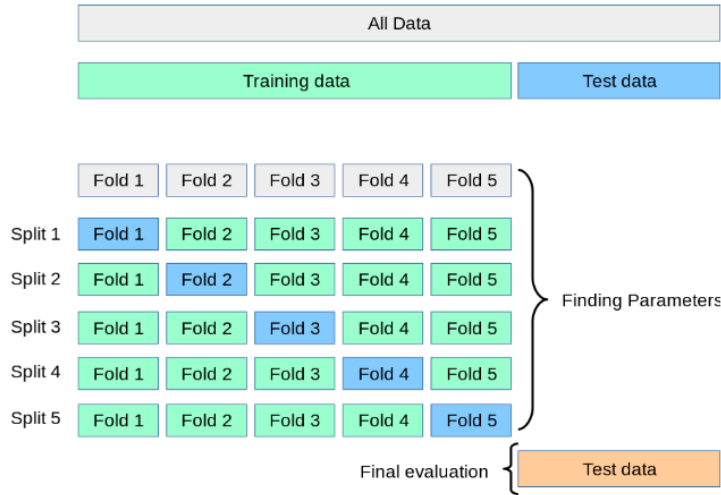 All Data
Training data Test data
Fold 1 Fold 2 Fold 3 Fold 4 Fold 5
Split 1 Fold 1 Fold 2 Fold 3 Fold 4 Fold 5
Split 2 Fold 1 Fold 2 Fold 3 Fold 4 Fold 5
Finding Parameters
Split 3 Fold 1 Fold 2 Fold 3 Fold 4 Fold 5
Split 4 Fold 1 Fold 2 Fold 3 Fold 4 Fold 5
Split 5 Fold 1 Fold 2 Fold 3 Fold 4 Fold 5
Final evaluation Test data